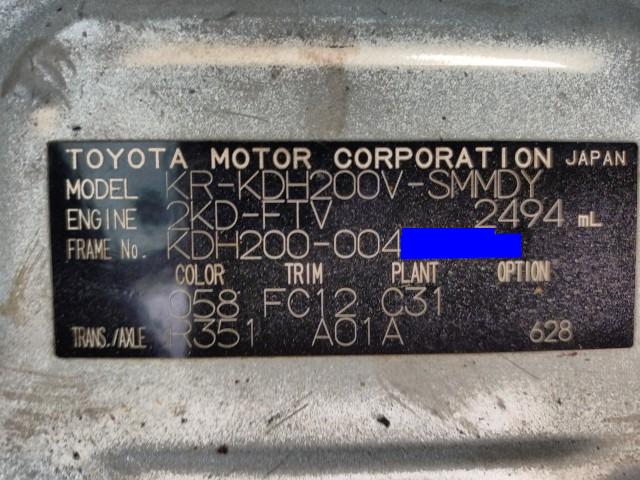 TOYOTA MOTOR CORPORATION JAPAN
MODEL KR-KDH200V-SMMDY
ENGINE 2KD-FTV 2494 mL
FRAME No. KDH200-004
COLOR TRIM PLANT OPTION
058 FC12 C31
TRANS./AXLE R351 A01A 628